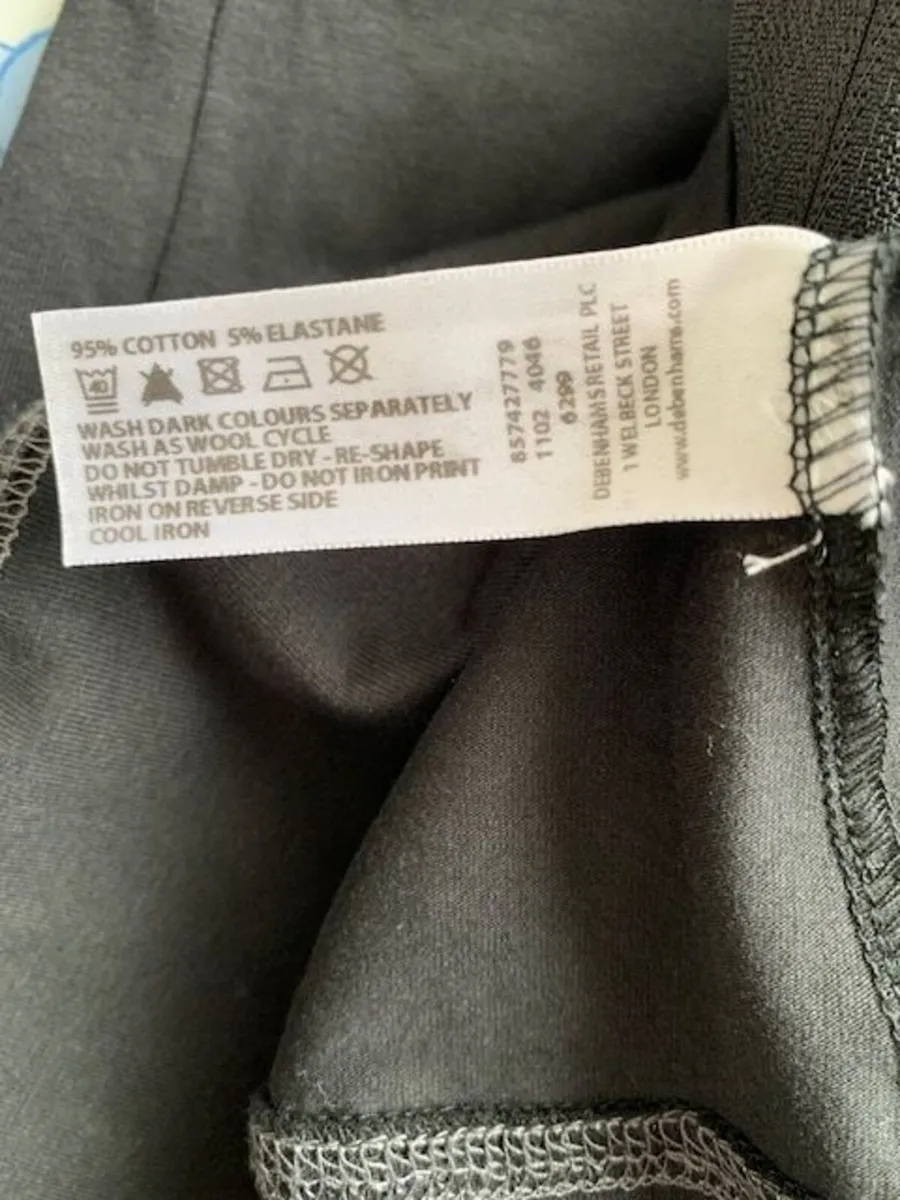 95% COTTON 5% ELASTANE
WASH DARK COLOURS SEPARATELY
WASH AS WOOL CYCLE
DO NOT TUMBLE DRY - RE-SHAPE
WHILST DAMP - DO NOT IRON PRINT
IRON ON REVERSE SIDE
COOL IRON
857427779
1102 4046
6299
DEBENHAMS RETAIL PLC
1 WELBECK STREET
LONDON
www.debenhams.com